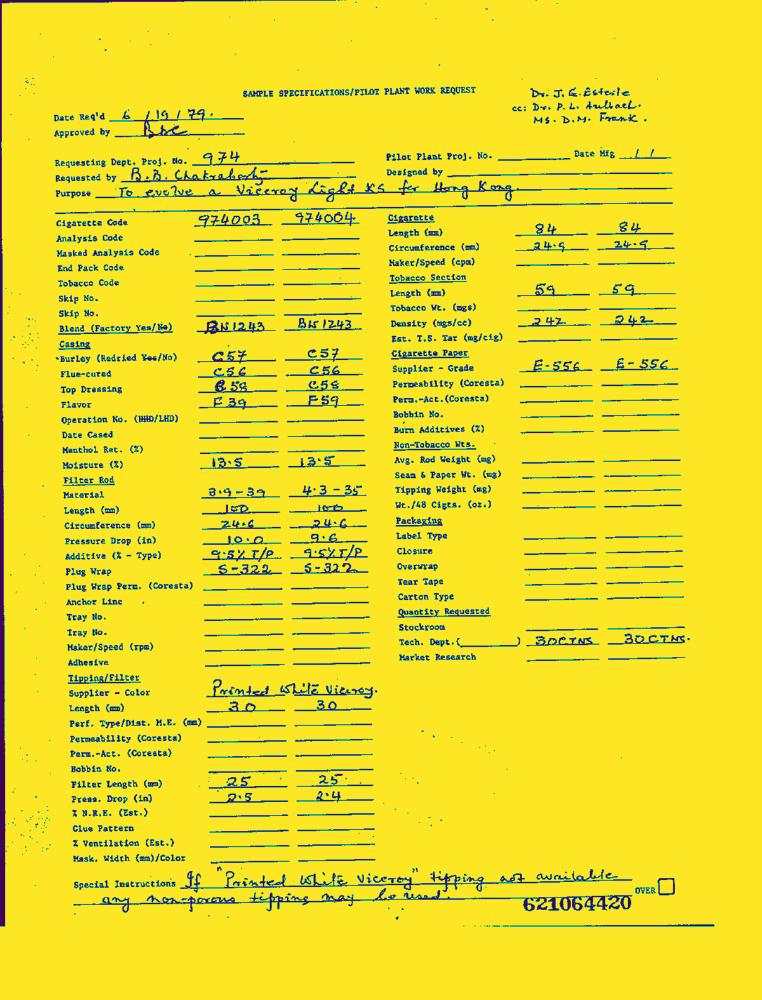 SAMPLE SPECIFICATIONS/PILOT PLANT WORK REQUEST
Dr. J. G. Esterle
cc: Dr. P. L. Aulbach.
Ms. D. M. Frank.
Date Req'd 6 / 19 / 79.
Approved by
Requesting Dept. Proj. No. 974
Pilot Plant Proj. No. Date Mfg / /
Requested by B.B. Chakraborty
Designed by
Purpose To evolve a Viceroy Light KS for Hong Kong.
Cigarette Code 974003 974004
Analysis Code
Masked Analysis Code
End Pack Code
Tobacco Code
Skip No.
Skip No.
Blend (Factory Yes/No) BW1243 BW1243
Casing
Burley (Redried Yes/No) C57 C57
Flue-cured C56 C56
Top Dressing C58
Flavor F39 F59
Operation No. (HHD/LHD)
Date Cased
Menthol Ret. (%)
Moisture (%) 13.5 13.5
Filter Rod
Material 3.9-39 4.3-35
Length (mm) 100 100
Circumference (mm) 24.6 24.6
Pressure Drop (in) 10.0 9.6
Additive (% - Type) 9.5% T/P 9.5% T/P
Plug Wrap S-322 S-322
Plug Wrap Perm. (Coresta)
Anchor Line
Tray No.
Tray No.
Maker/Speed (rpm)
Adhesive
Tipping/Filter
Supplier - Color Printed White Viceroy.
Length (mm) 30 30
Perf. Type/Dist. M.E. (mm)
Permeability (Coresta)
Perm.-Act. (Coresta)
Bobbin No.
Filter Length (mm) 25 25
Press. Drop (in) 2.5 2.4
% N.R.E. (Est.)
Glue Pattern
% Ventilation (Est.)
Mask. Width (mm)/Color
Cigarette
Length (mm) 84 84
Circumference (mm) 24.9 24.9
Maker/Speed (cpm)
Tobacco Section
Length (mm) 59 59
Tobacco Wt. (mgs)
Density (mgs/cc) 242 242
Est. T.S. Tar (mg/cig)
Cigarette Paper
Supplier - Grade E-556 E-556
Permeability (Coresta)
Perm.-Act.(Coresta)
Bobbin No.
Burn Additives (%)
Non-Tobacco Wts.
Avg. Rod Weight (mg)
Seam & Paper Wt. (mg)
Tipping Weight (mg)
Wt./48 Cigts. (oz.)
Packaging
Label Type
Closure
Overwrap
Tear Tape
Carton Type
Quantity Requested
Stockroom
Tech. Dept.( ) 30CTNS 30CTNS.
Market Research
Special Instructions If "Printed White Viceroy" tipping not available
any non-porous tipping may be used.
OVER
621064420